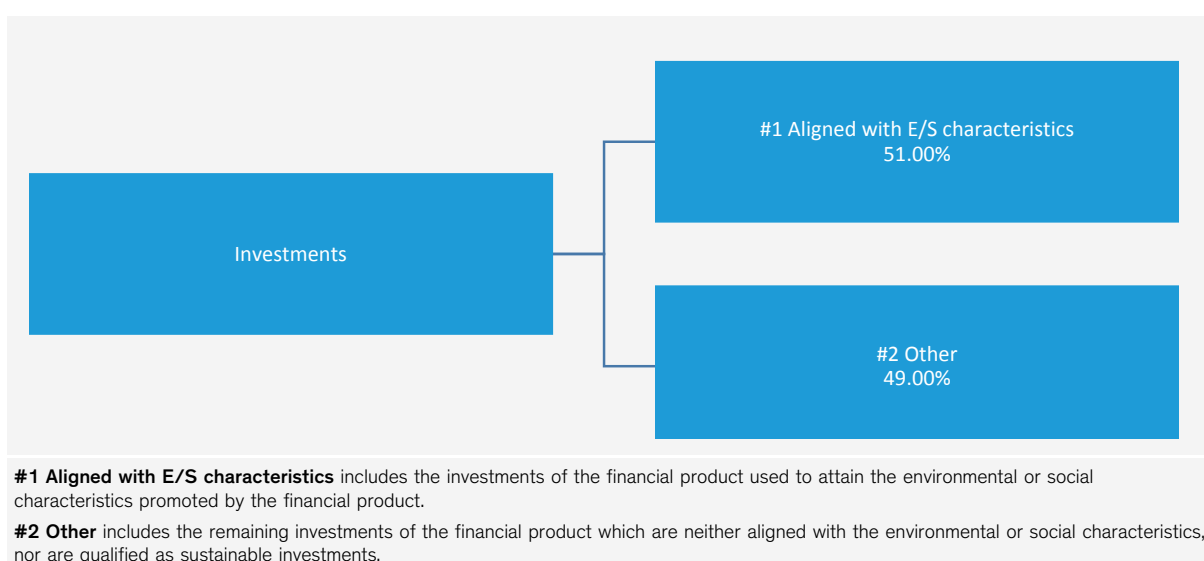 #1 Aligned with E/S characteristics
51.00%
Investments
#2 Other
49.00%
#1 Aligned with E/S characteristics includes the investments of the financial product used to attain the environmental or social
characteristics promoted by the financial product.
#2 Other includes the remaining investments of the financial product which are neither aligned with the environmental or social characteristics,
nor are qualified as sustainable investments.